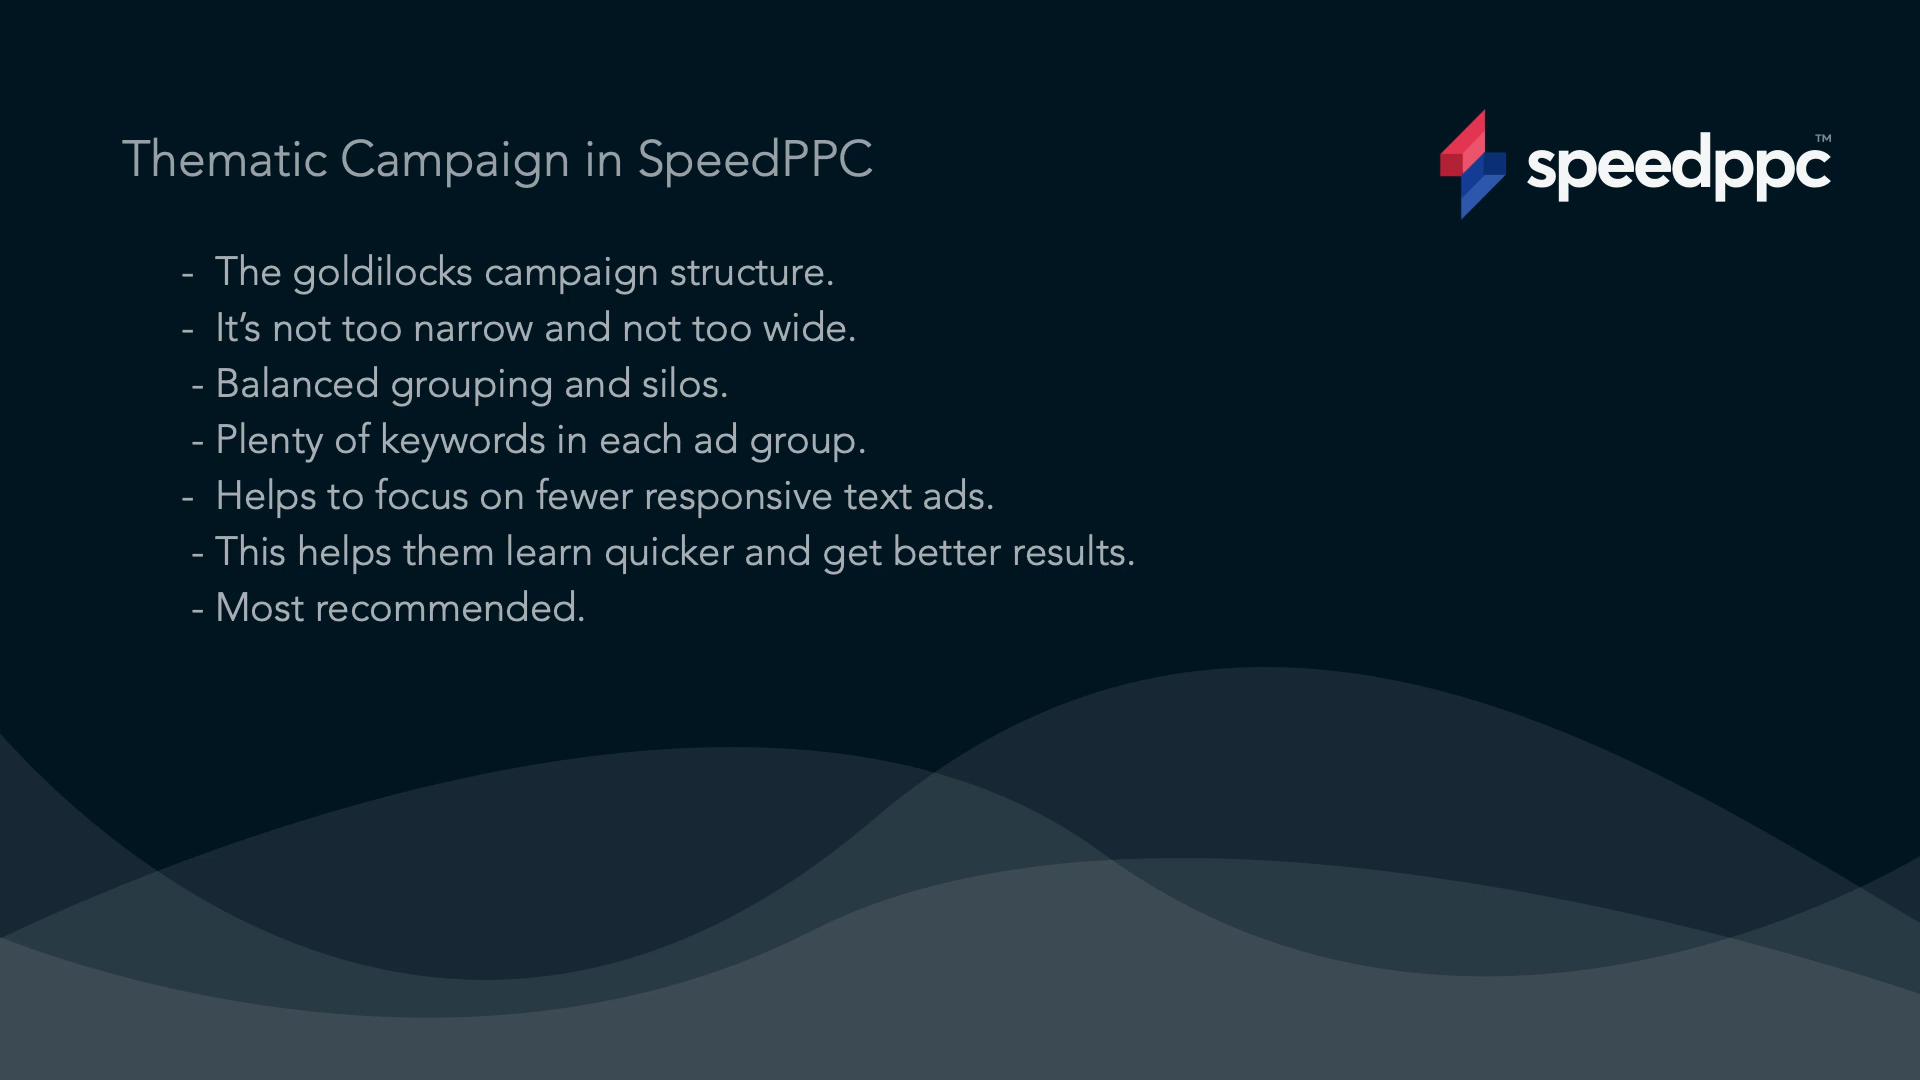 Thematic Campaign in SpeedPPC
speedppc™
- The goldilocks campaign structure.
- It’s not too narrow and not too wide.
- Balanced grouping and silos.
- Plenty of keywords in each ad group.
- Helps to focus on fewer responsive text ads.
- This helps them learn quicker and get better results.
- Most recommended.